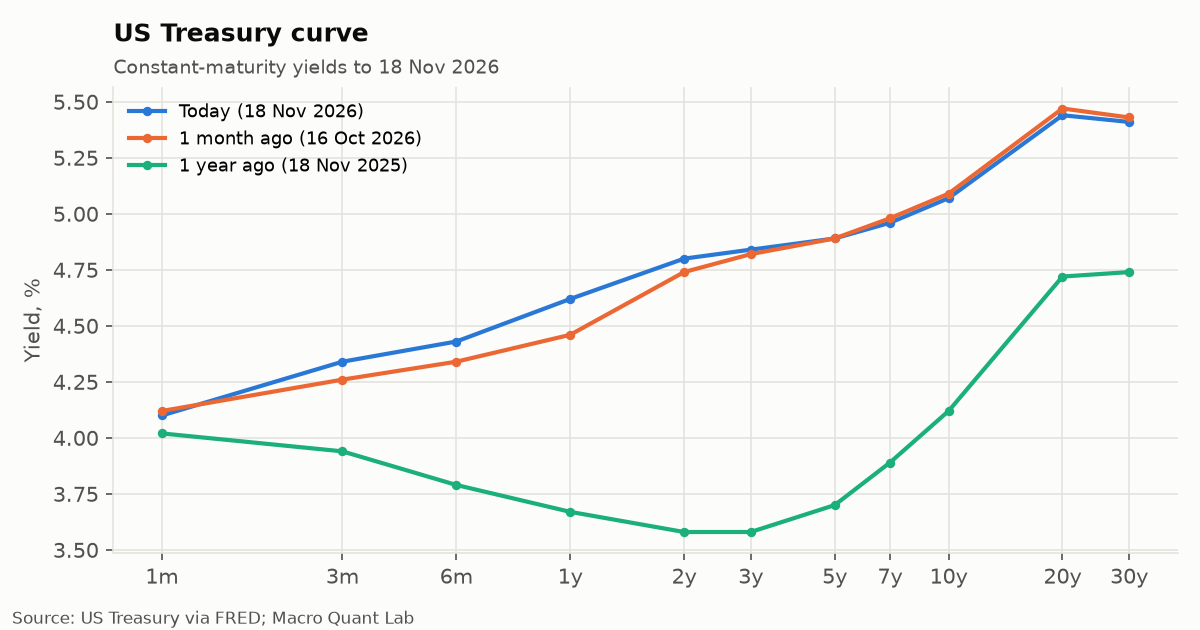 US Treasury curve
Constant-maturity yields to 18 Nov 2026
Today (18 Nov 2026)
1 month ago (16 Oct 2026)
1 year ago (18 Nov 2025)
Yield, %
5.50
5.25
5.00
4.75
4.50
4.25
4.00
3.75
3.50
1m 3m 6m 1y 2y 3y 5y 7y 10y 20y 30y
Source: US Treasury via FRED; Macro Quant Lab